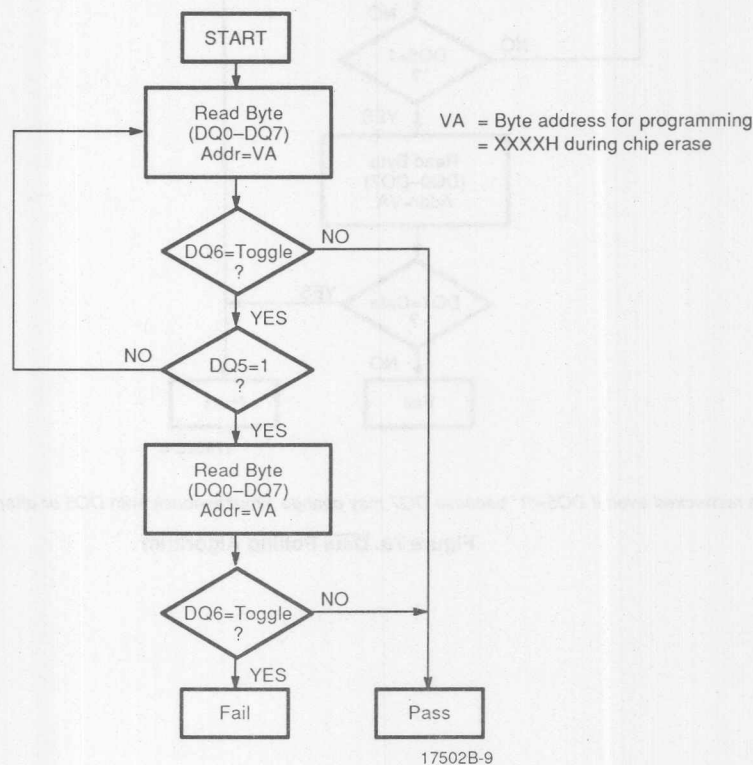 START
Read Byte
(DQ0–DQ7)
Addr=VA
VA = Byte address for programming
= XXXXH during chip erase
DQ6=Toggle
?
NO
YES
NO
DQ5=1
?
YES
Read Byte
(DQ0–DQ7)
Addr=VA
DQ6=Toggle
?
NO
YES
Fail
Pass
17502B-9